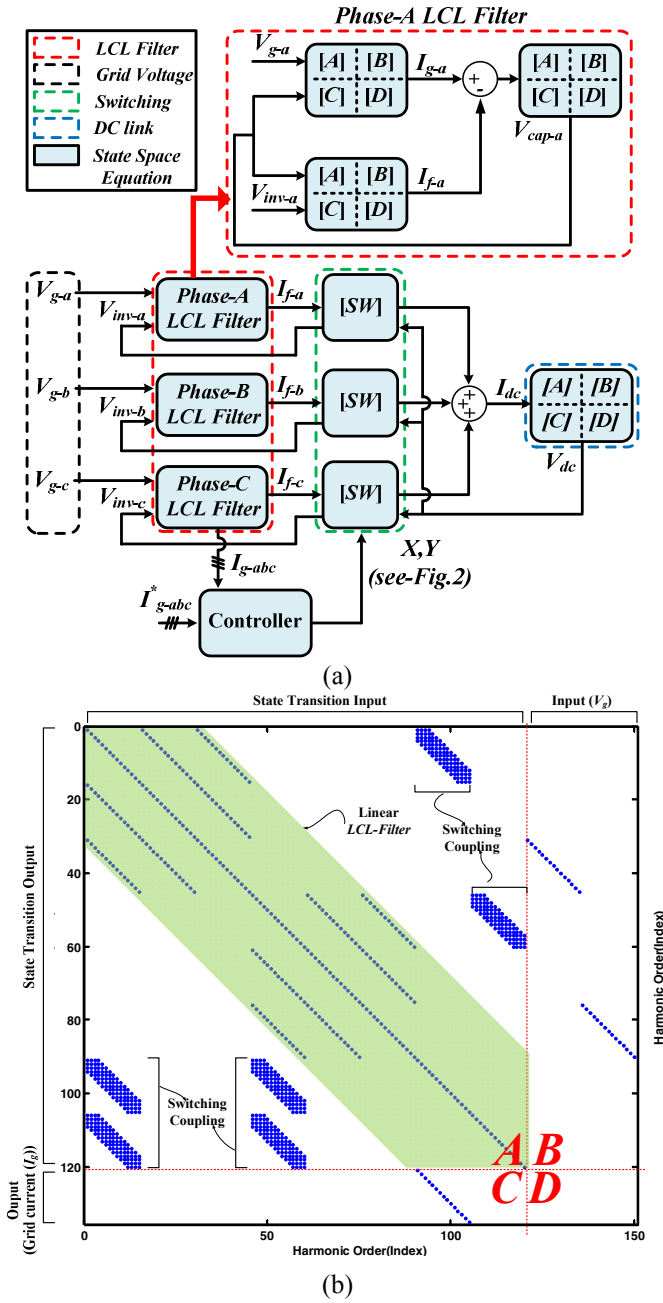 Phase-A LCL Filter
LCL Filter
Grid Voltage
Switching
DC link
State Space
Equation
V_g-a
[A] [B]
[C] [D]
I_g-a
+
-
[A] [B]
[C] [D]
V_cap-a
V_inv-a
[A] [B]
[C] [D]
I_f-a
V_g-a
V_inv-a
Phase-A
LCL Filter
I_f-a
[SW]
V_g-b
V_inv-b
Phase-B
LCL Filter
I_f-b
[SW]
+
+
+
I_dc
[A] [B]
[C] [D]
V_dc
V_g-c
V_inv-c
Phase-C
LCL Filter
I_f-c
[SW]
I_g-abc
X,Y
(see-Fig.2)
I*_g-abc
Controller
(a)
State Transition Input
Input (V_g)
0
20
40
60
80
100
120
State Transition Output
Ouput
(Grid current (I_g))
Linear
LCL-Filter
Switching
Coupling
Switching
Coupling
Harmonic Order(Index)
A B
C D
0
50
100
150
Harmonic Order(Index)
(b)